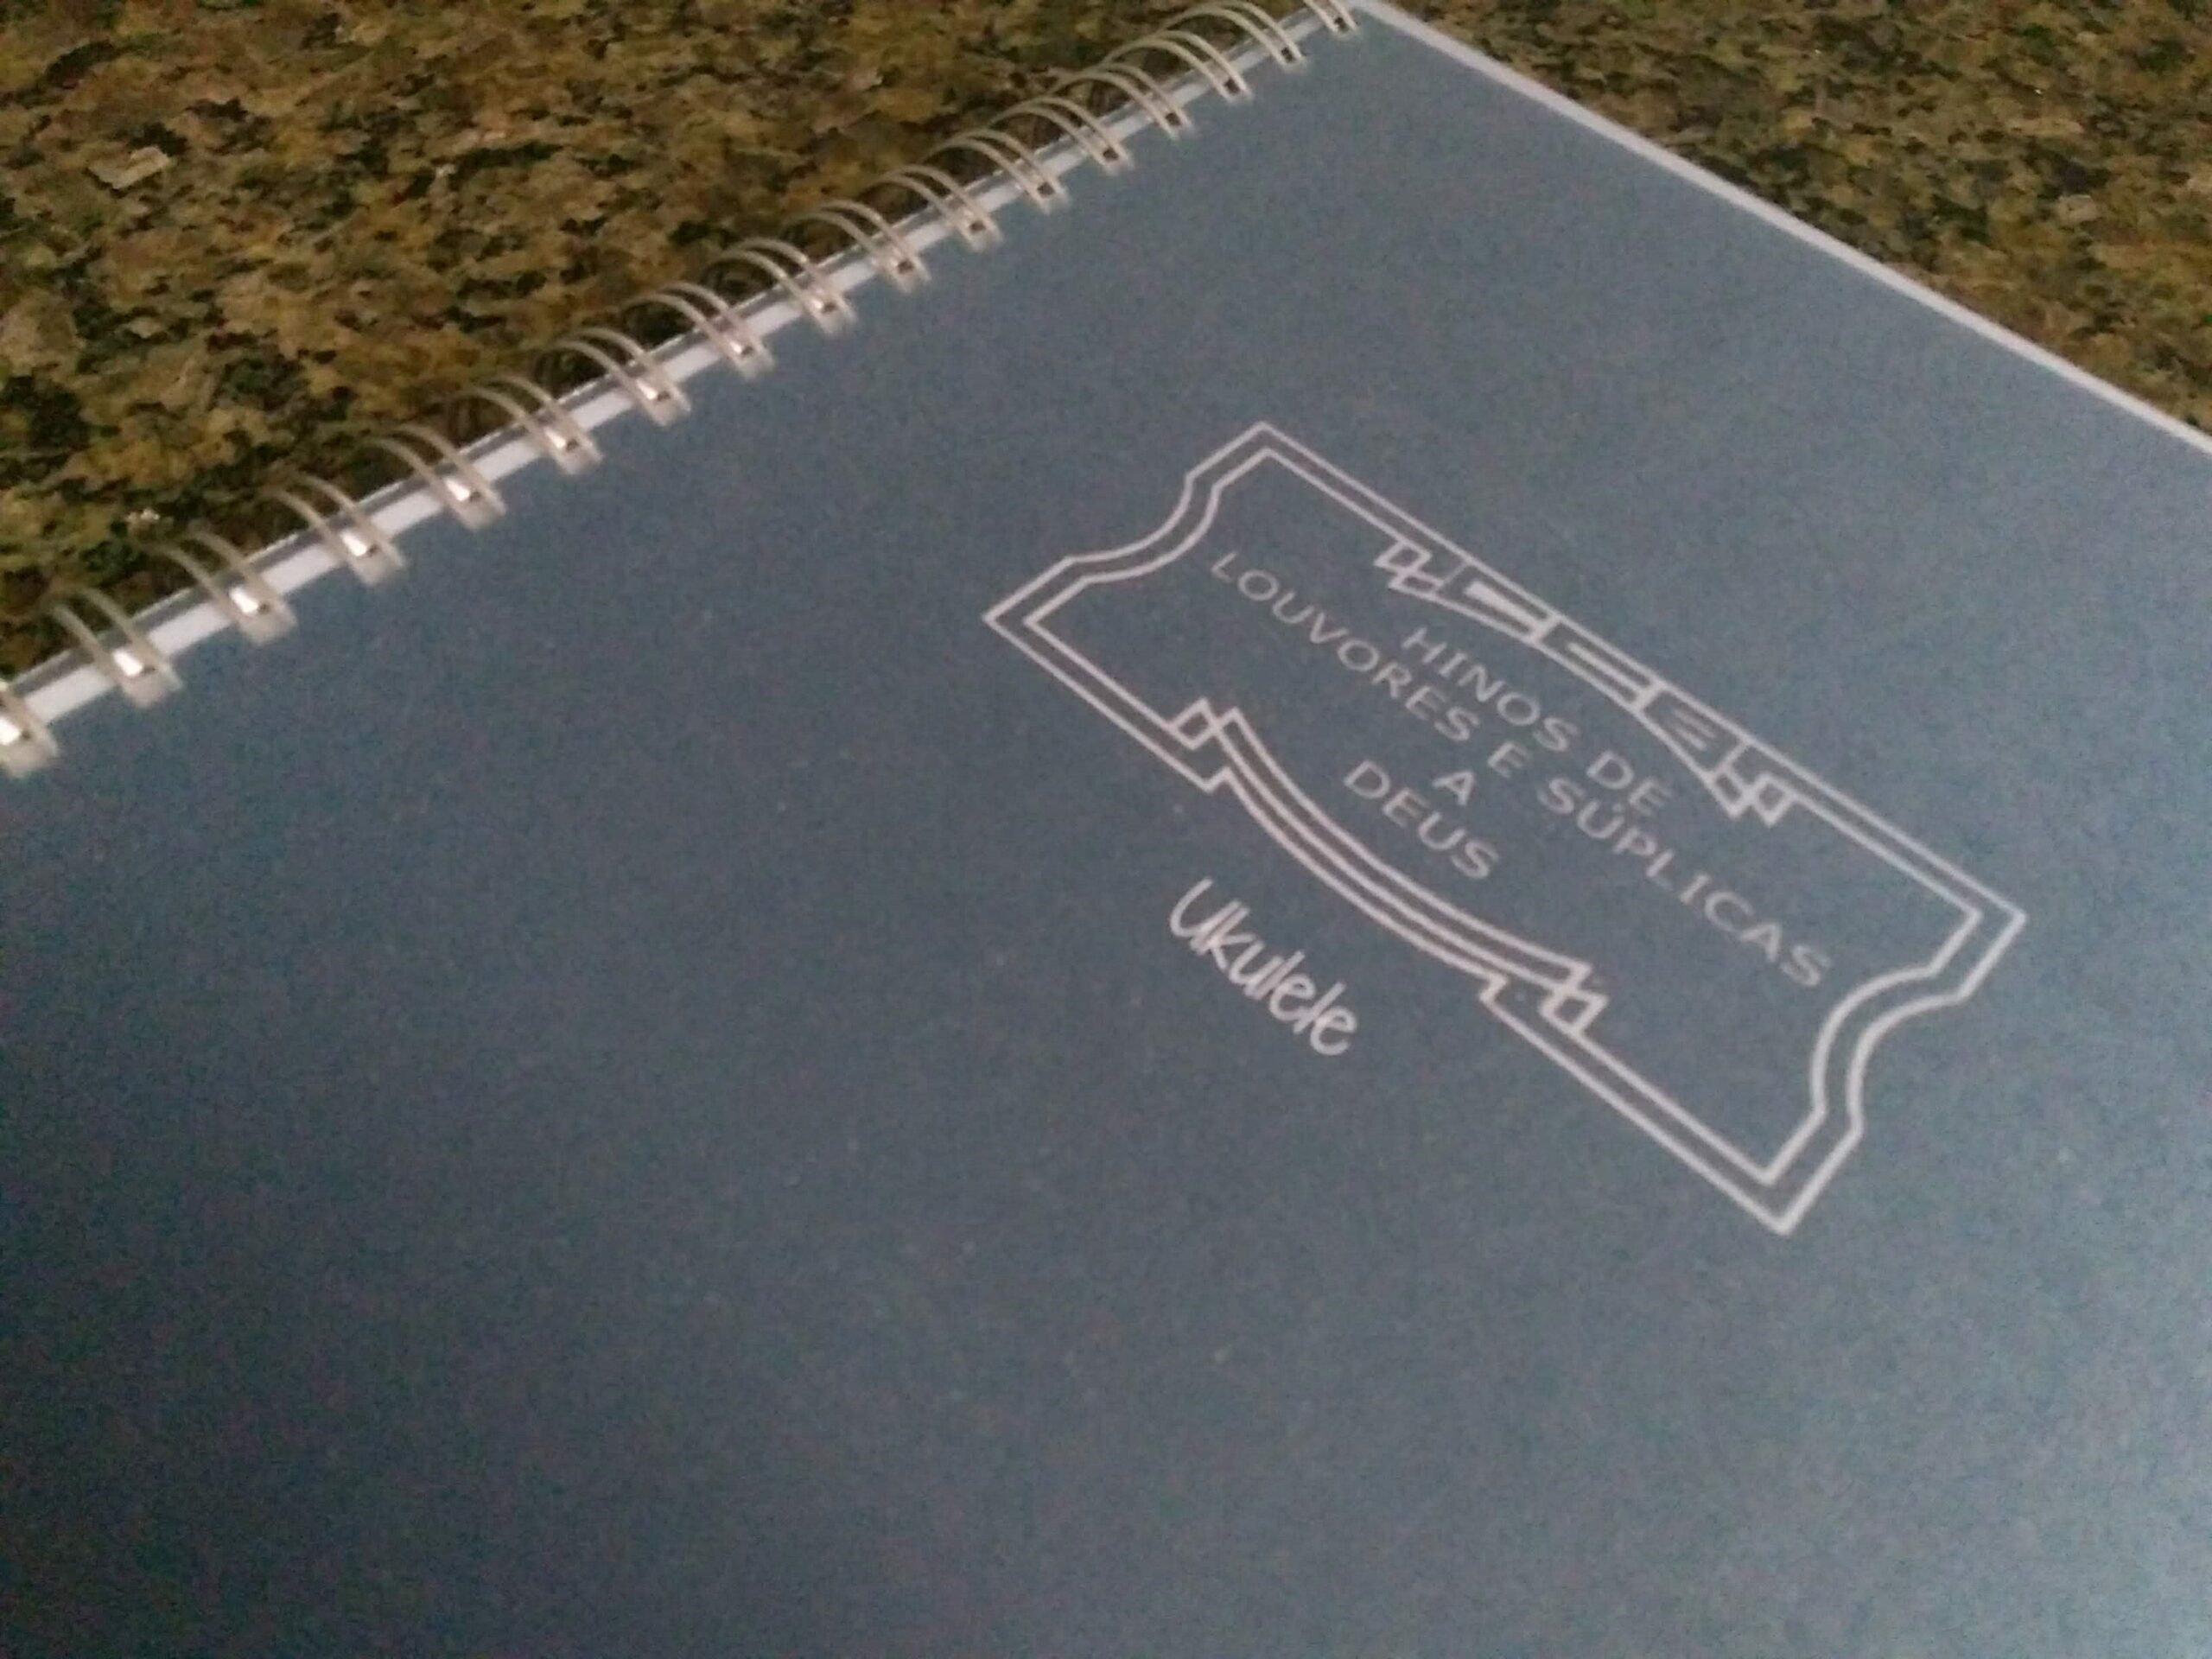 HINOS DE
LOUVORES E SÚPLICAS
A
DEUS
Ukulele